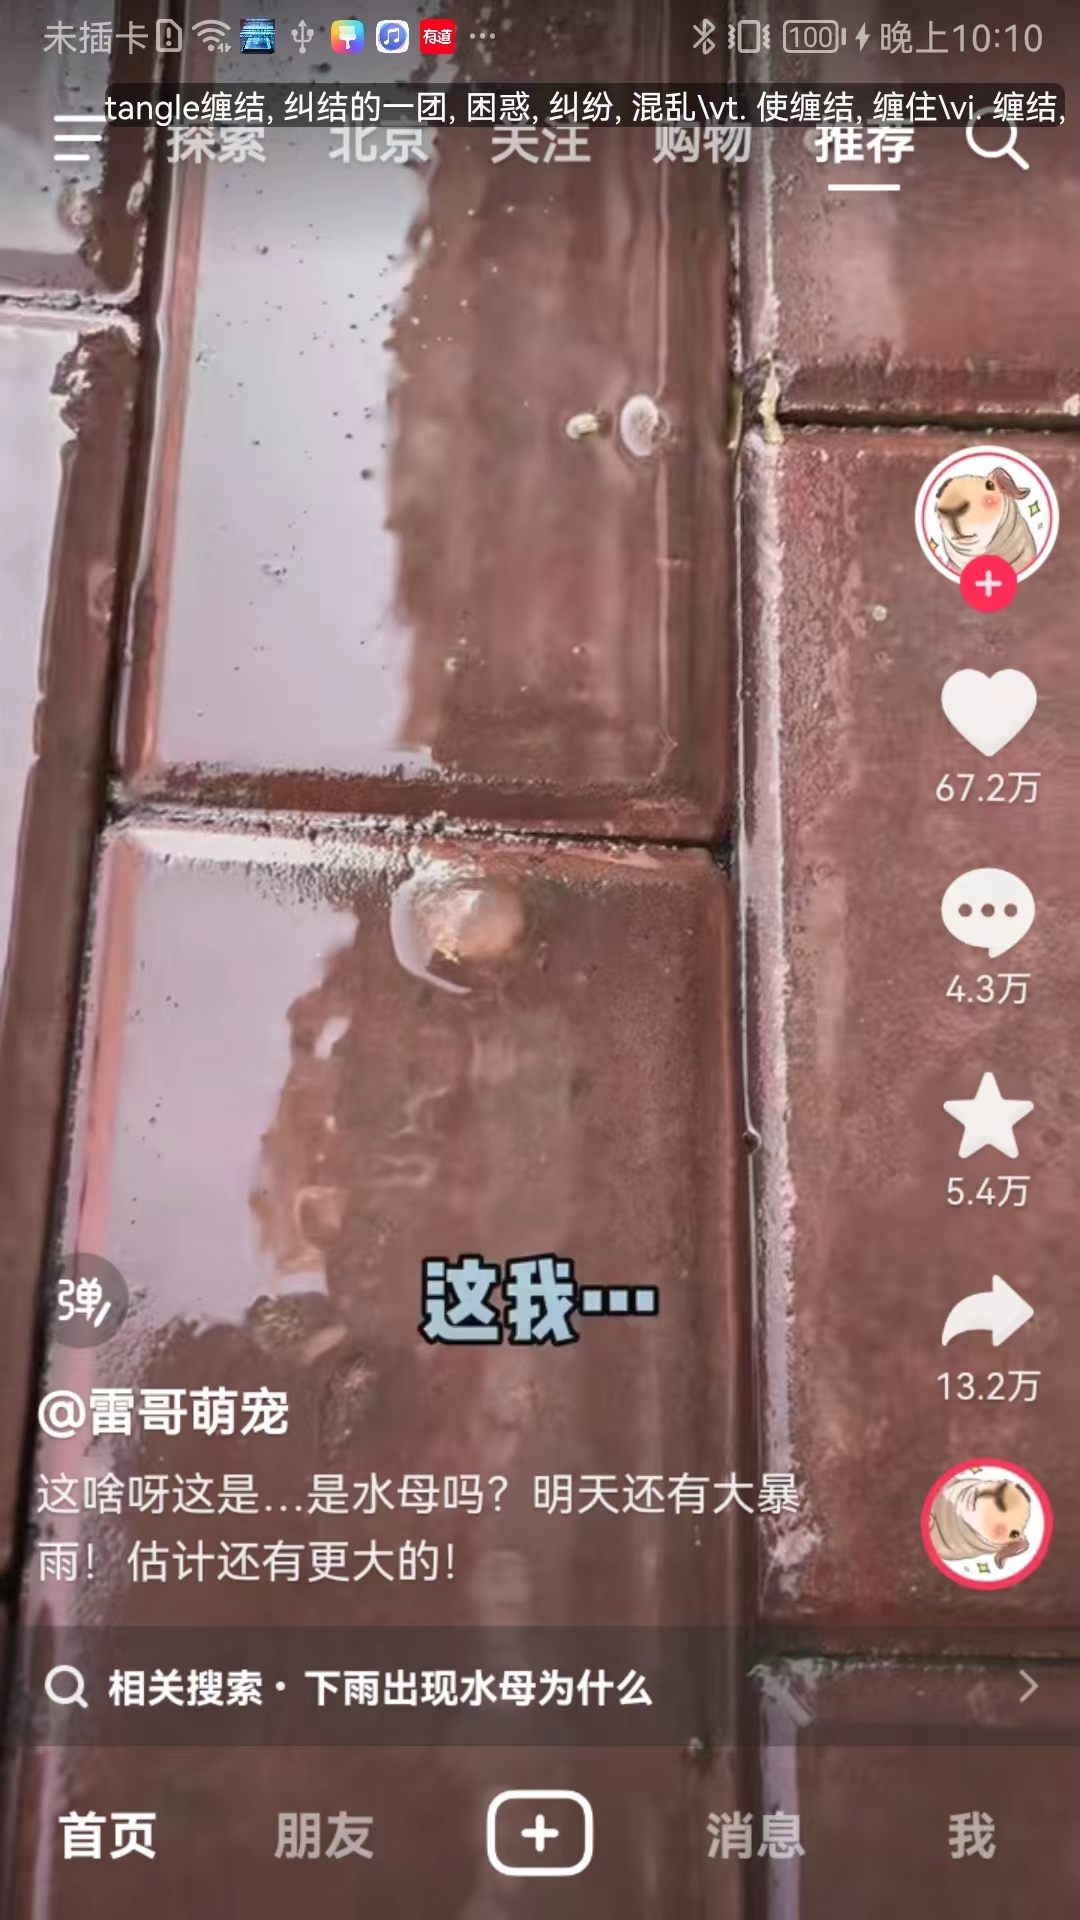 未插卡
有道
100
晚上10:10
tangle缠结, 纠结的一团, 困惑, 纠纷, 混乱\vt. 使缠结, 缠住\vi. 缠结,
探索 北京 关注 购物 推荐
67.2万
4.3万
5.4万
弹
这我…
13.2万
@雷哥萌宠
这啥呀这是...是水母吗？明天还有大暴
雨！估计还有更大的！
相关搜索·下雨出现水母为什么
首页 朋友 消息 我